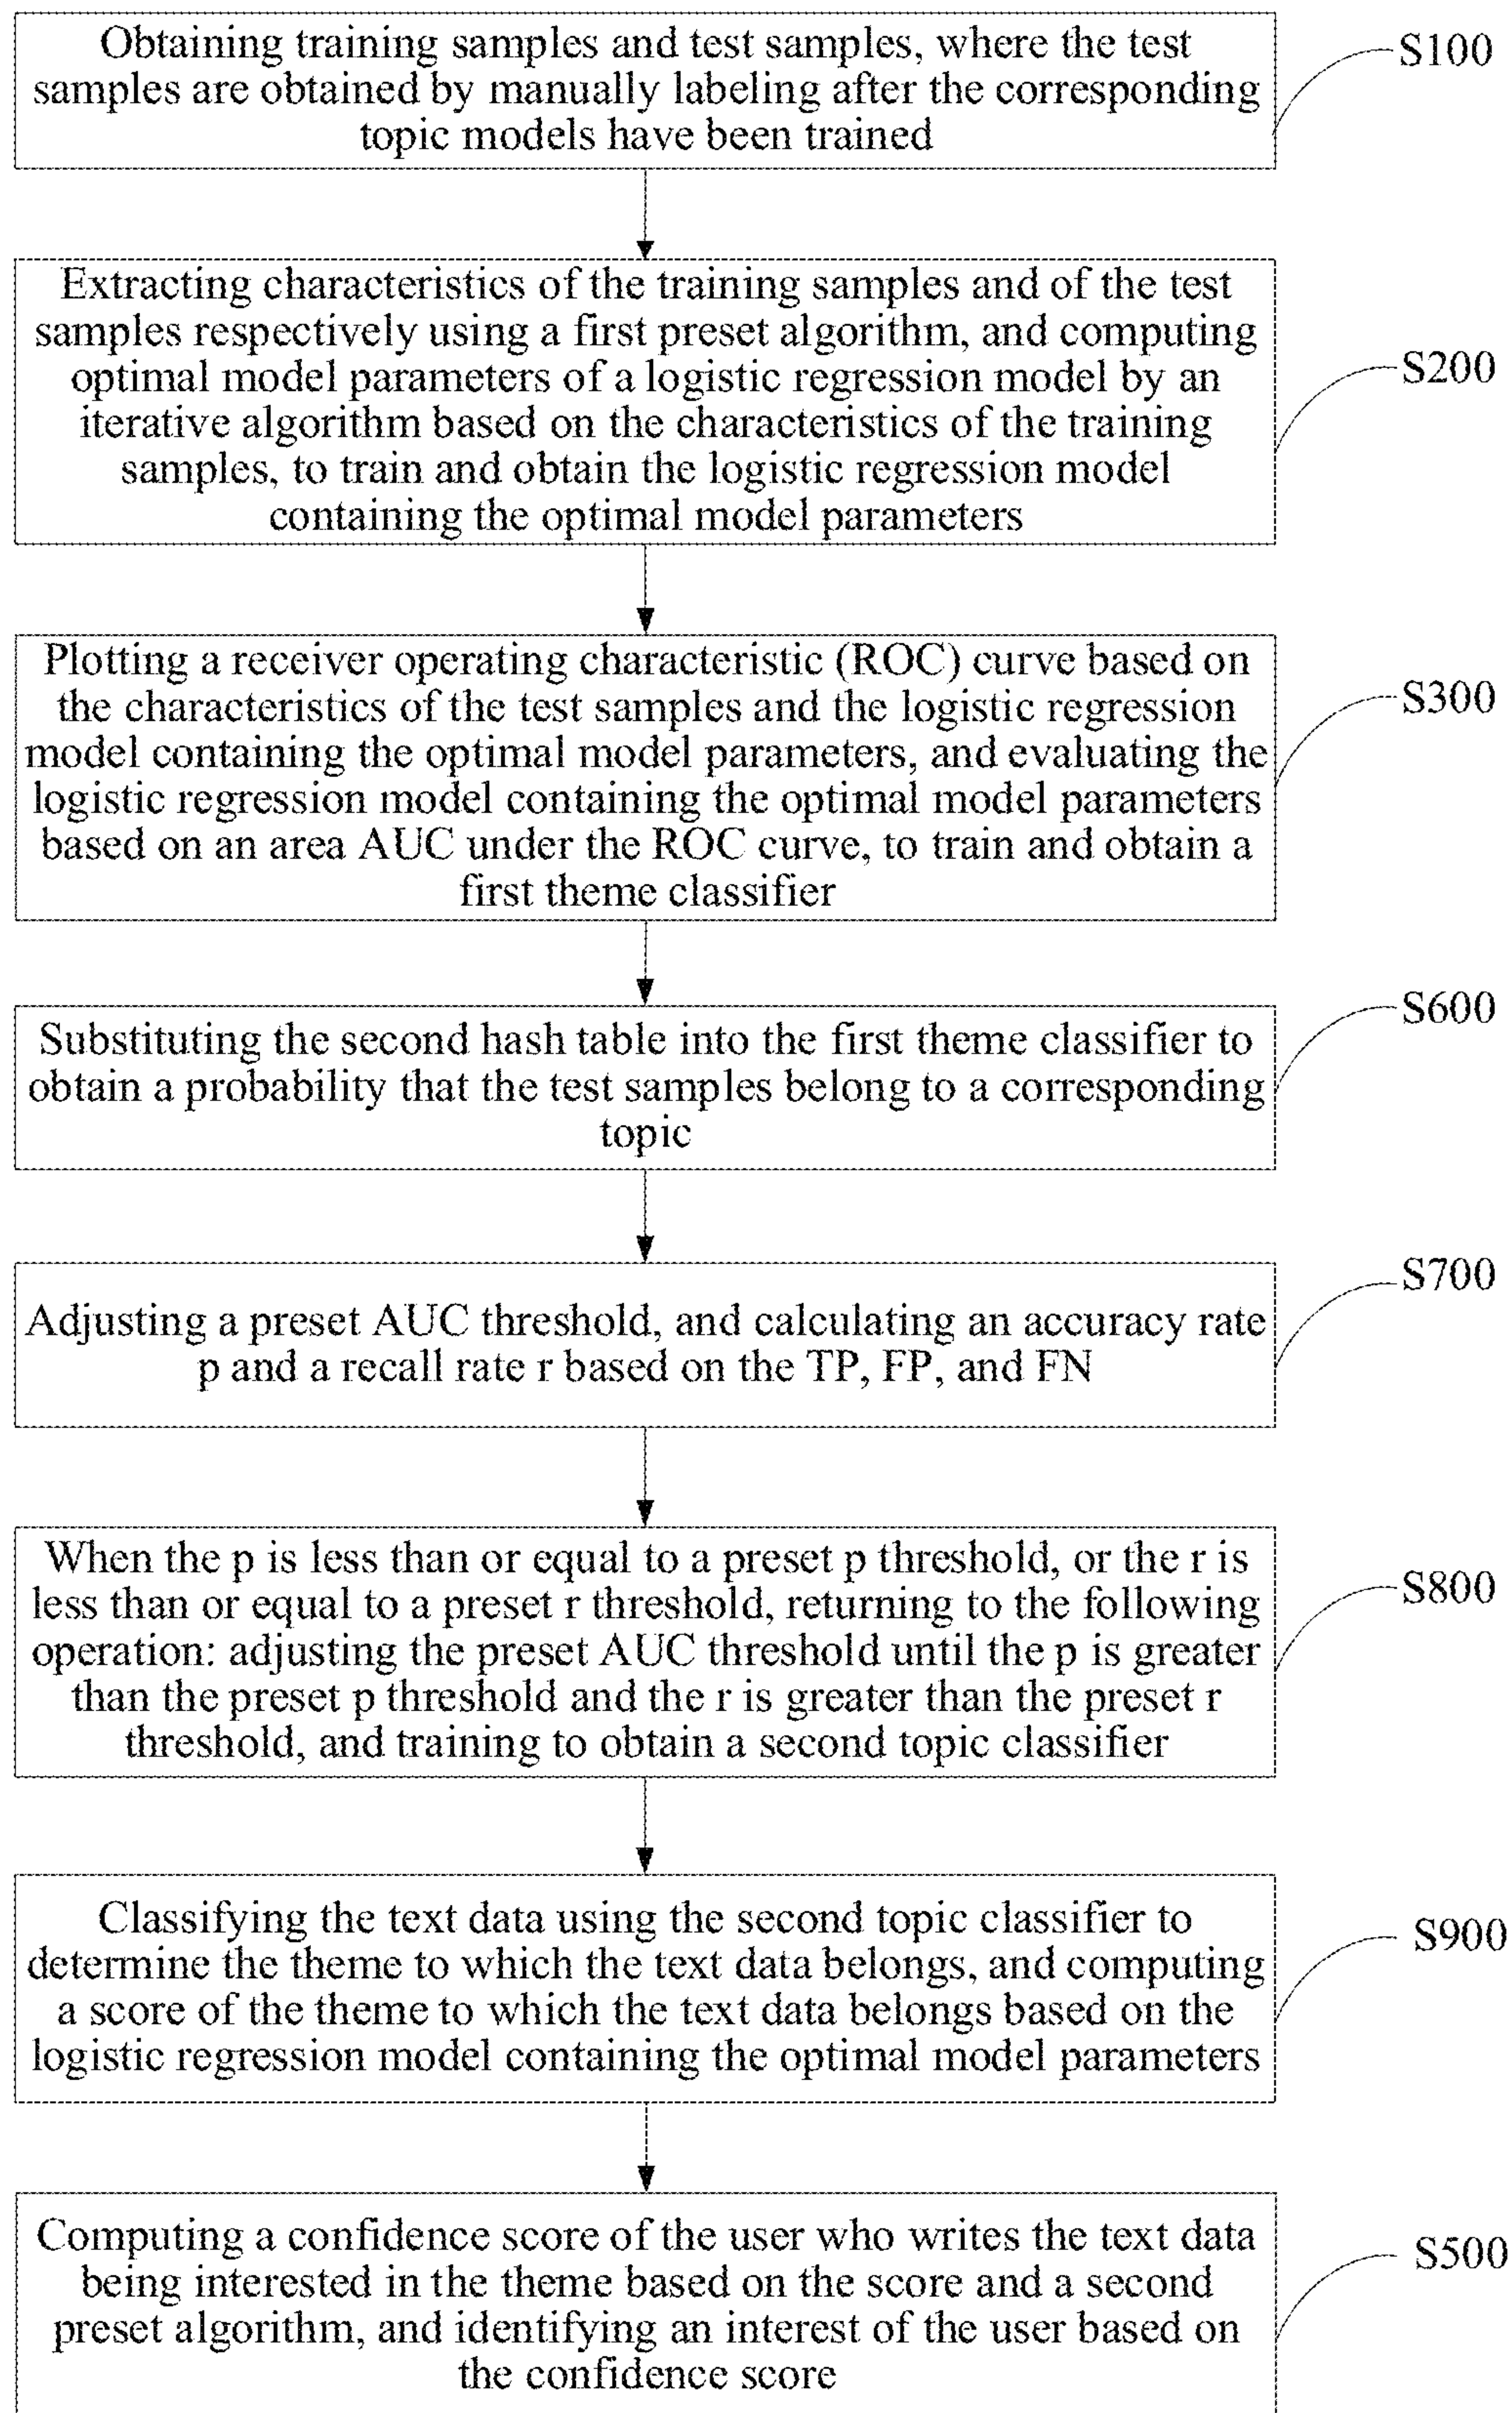 Obtaining training samples and test samples, where the test
samples are obtained by manually labeling after the corresponding
topic models have been trained
S100
Extracting characteristics of the training samples and of the test
samples respectively using a first preset algorithm, and computing
optimal model parameters of a logistic regression model by an
iterative algorithm based on the characteristics of the training
samples, to train and obtain the logistic regression model
containing the optimal model parameters
S200
Plotting a receiver operating characteristic (ROC) curve based on
the characteristics of the test samples and the logistic regression
model containing the optimal model parameters, and evaluating the
logistic regression model containing the optimal model parameters
based on an area AUC under the ROC curve, to train and obtain a
first theme classifier
S300
Substituting the second hash table into the first theme classifier to
obtain a probability that the test samples belong to a corresponding
topic
S600
Adjusting a preset AUC threshold, and calculating an accuracy rate
p and a recall rate r based on the TP, FP, and FN
S700
When the p is less than or equal to a preset p threshold, or the r is
less than or equal to a preset r threshold, returning to the following
operation: adjusting the preset AUC threshold until the p is greater
than the preset p threshold and the r is greater than the preset r
threshold, and training to obtain a second topic classifier
S800
Classifying the text data using the second topic classifier to
determine the theme to which the text data belongs, and computing
a score of the theme to which the text data belongs based on the
logistic regression model containing the optimal model parameters
S900
Computing a confidence score of the user who writes the text data
being interested in the theme based on the score and a second
preset algorithm, and identifying an interest of the user based on
the confidence score
S500